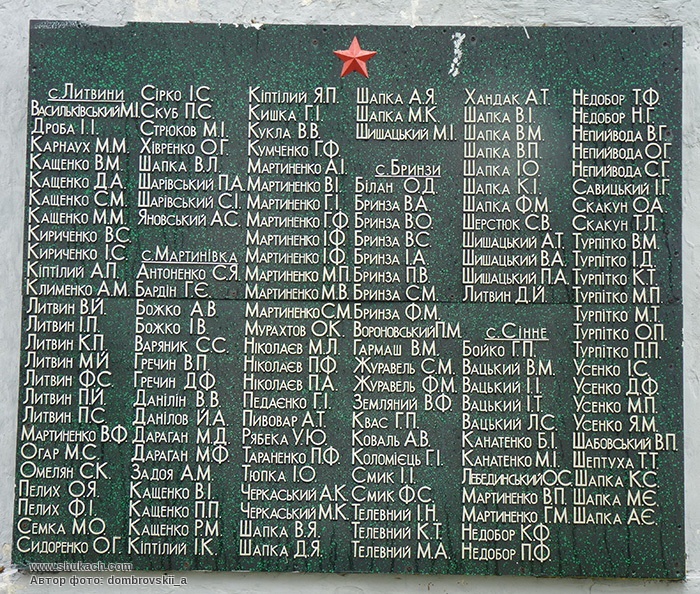 с. Литвини
Васильківський М.І.
Дроба І.І.
Карнаух М.М.
Кащенко В.М.
Кащенко Д.А.
Кащенко С.М.
Кащенко М.М.
Кириченко В.С.
Кириченко І.С.
Кіптілий А.П.
Клименко А.М.
Литвин В.Й.
Литвин І.П.
Литвин К.П.
Литвин М.Й.
Литвин Ф.С.
Литвин П.Й.
Литвин П.С.
Мартиненко В.Ф.
Огар М.С.
Омелян С.К.
Пелих О.Я.
Пелих Ф.І.
Семка М.О.
Сидоренко О.Г.
Сірко І.С.
Скуб П.С.
Стрюков М.І.
Хівренко О.Г.
Шапка В.Л.
Шарівський П.А.
Шарівський С.І.
Яновський А.С.
с. Мартинівка
Антоненко С.Я.
Бардін Г.Є.
Божко А.В
Божко І.В.
Варяник С.С.
Гречин В.П.
Гречин Д.Ф.
Данілін В.В.
Данілов Й.А.
Дараган М.Д.
Дараган М.Ф.
Задоя А.М.
Кащенко В.І.
Кащенко П.П.
Кащенко Р.М.
Кіптілий І.К.
Кіптілий Я.П.
Кишка Г.І.
Кукла В.В.
Кумченко Г.Ф.
Мартиненко А.І.
Мартиненко В.І.
Мартиненко Г.І.
Мартиненко Г.Ф.
Мартиненко І.Ф.
Мартиненко І.Ф.
Мартиненко М.П.
Мартиненко М.В.
Мартиненко С.М.
Мурахтов О.К.
Ніколаєв М.Л.
Ніколаєв П.Ф.
Ніколаєв П.А.
Педаєнко Г.І.
Пивовар А.Т.
Рябека У.Ю.
Тараненко П.Ф.
Тюпка І.О.
Черкаський А.К.
Черкаський М.К.
Шапка В.Я.
Шапка Д.Я.
Шапка А.Я.
Шапка М.К.
Шишацький М.І.
с. Бринзи
Білан О.Д.
Бринза В.А.
Бринза В.О.
Бринза В.С.
Бринза І.А.
Бринза П.В.
Бринза С.М.
Бринза Ф.М.
Вороновський П.М.
Гармаш В.М.
Журавель С.М.
Журавель Ф.М.
Земляний В.Ф.
Квас Г.П.
Коваль А.В.
Коломієць Г.І.
Смик І.І.
Смик Ф.С.
Телевний І.Н.
Телевний К.Т.
Телевний М.А.
Хандак А.Т.
Шапка В.І.
Шапка В.М.
Шапка В.П.
Шапка І.О.
Шапка К.І.
Шапка Ф.М.
Шерстюк С.В.
Шишацький А.Т.
Шишацький В.А.
Шишацький П.А.
Литвин Д.Й.
с. Сінне
Бойко Г.П.
Вацький В.М.
Вацький І.І.
Вацький І.Т.
Вацький Л.С.
Канатенко Б.І.
Канатенко М.І.
Лебединський О.С.
Мартиненко В.П.
Мартиненко Г.М.
Недобор К.Ф.
Недобор П.Ф.
Недобор Т.Ф.
Недобор Н.Г.
Непийвода В.Г.
Непийвода О.Г.
Непийвода С.Г.
Савицький І.Г.
Скакун О.А.
Скакун Т.Л.
Турпітко В.М.
Турпітко І.Д.
Турпітко К.Т.
Турпітко М.П.
Турпітко М.Т.
Турпітко О.П.
Турпітко П.П.
Усенко І.С.
Усенко Д.Ф.
Усенко М.П.
Усенко Я.М.
Шабовський В.П.
Шептуха Т.Т.
Шапка К.С.
Шапка М.Є.
Шапка А.Є.
www.shukach.com
Автор фото: dombrovskii_a